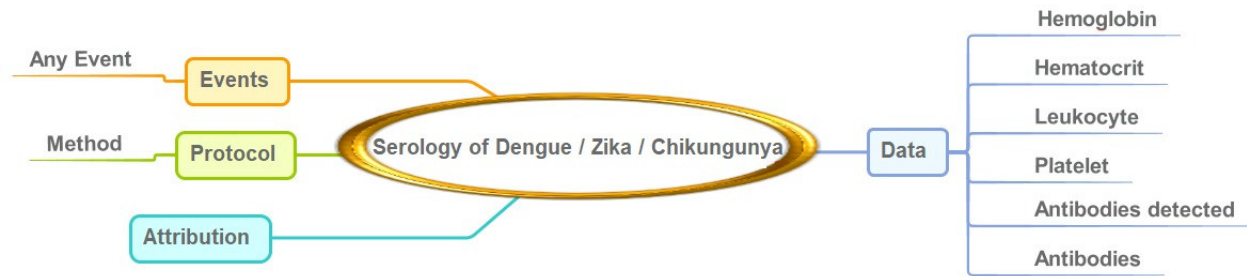 Any Event
Events
Method
Protocol
Attribution
Serology of Dengue / Zika / Chikungunya
Data
Hemoglobin
Hematocrit
Leukocyte
Platelet
Antibodies detected
Antibodies